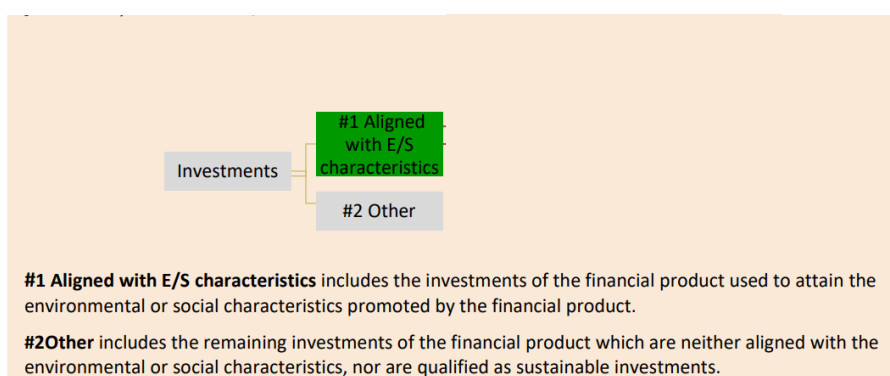 #1 Aligned
with E/S
characteristics
Investments
#2 Other
#1 Aligned with E/S characteristics includes the investments of the financial product used to attain the
environmental or social characteristics promoted by the financial product.
#2Other includes the remaining investments of the financial product which are neither aligned with the
environmental or social characteristics, nor are qualified as sustainable investments.